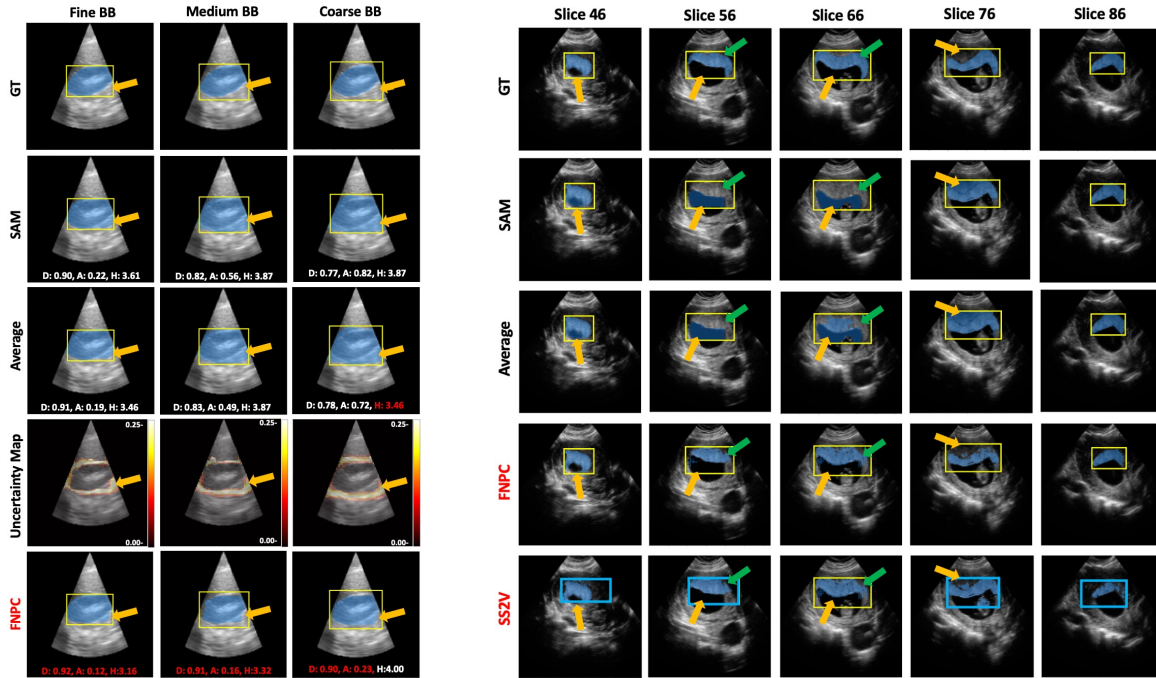 Fine BB Medium BB Coarse BB
GT
SAM
D: 0.90, A: 0.22, H: 3.61 D: 0.82, A: 0.56, H: 3.87 D: 0.77, A: 0.82, H: 3.87
Average
D: 0.91, A: 0.19, H: 3.46 D: 0.83, A: 0.49, H: 3.87 D: 0.78, A: 0.72, H: 3.46
Uncertainty Map
0.25- 0.25- 0.25-
0.00- 0.00- 0.00-
FNPC
D: 0.92, A: 0.12, H:3.16 D: 0.91, A: 0.16, H:3.32 D: 0.90, A: 0.23, H:4.00
Slice 46 Slice 56 Slice 66 Slice 76 Slice 86
GT
SAM
Average
FNPC
SS2V